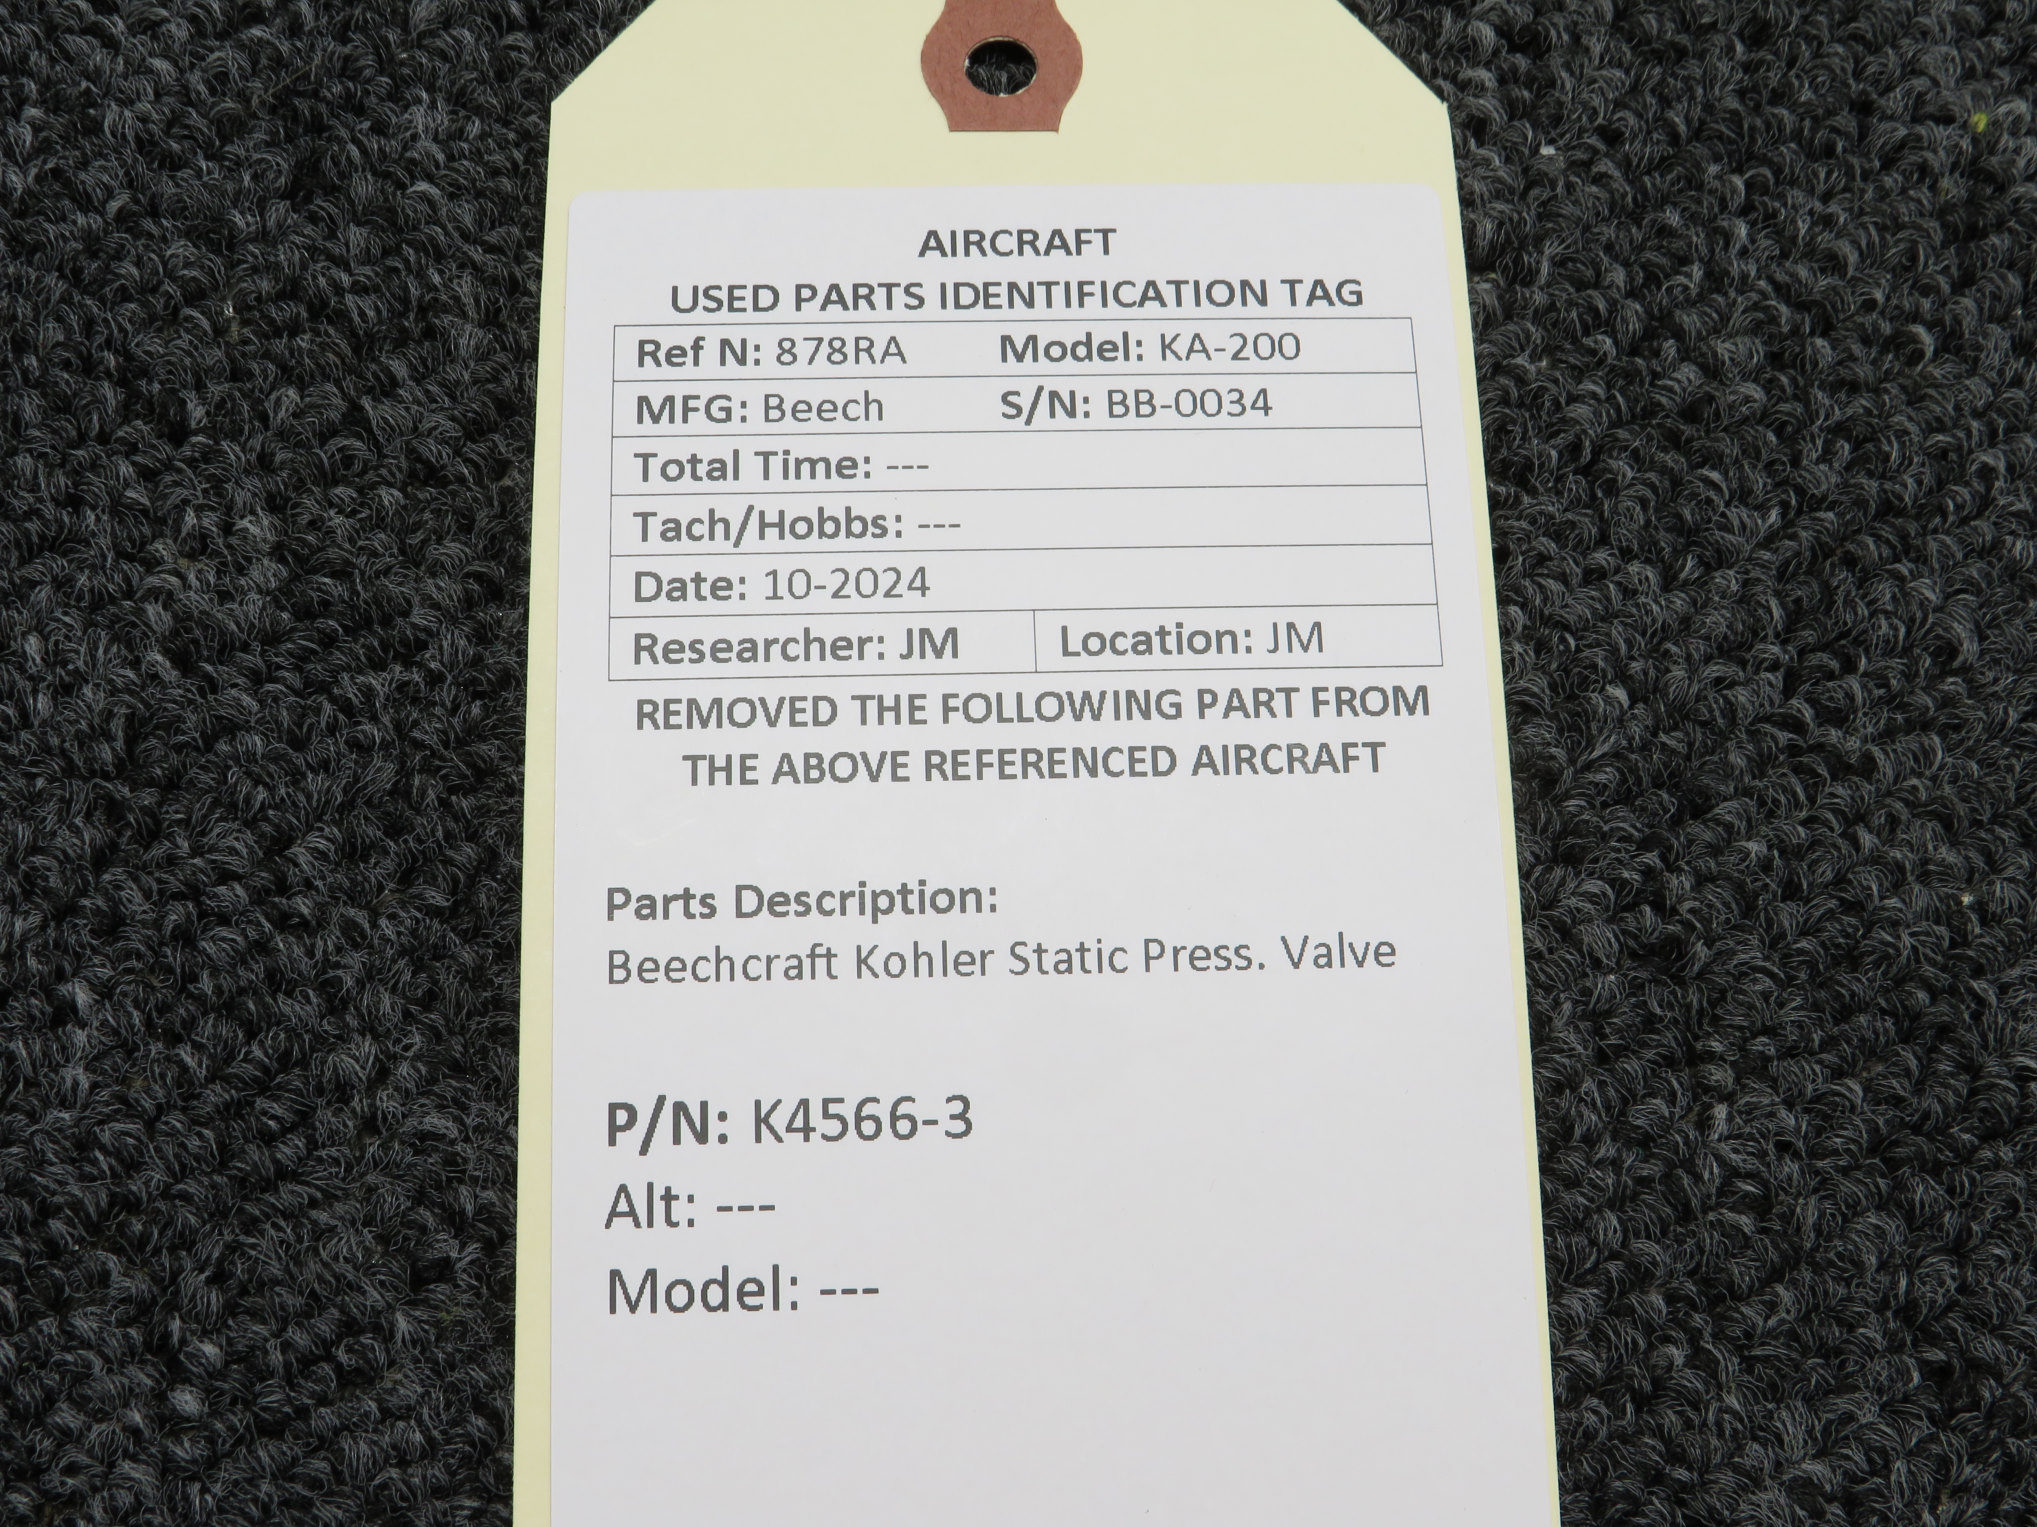 AIRCRAFT
USED PARTS IDENTIFICATION TAG
Ref N: 878RA Model: KA-200
MFG: Beech S/N: BB-0034
Total Time: ---
Tach/Hobbs: ---
Date: 10-2024
Researcher: JM Location: JM
REMOVED THE FOLLOWING PART FROM
THE ABOVE REFERENCED AIRCRAFT
Parts Description:
Beechcraft Kohler Static Press. Valve
P/N: K4566-3
Alt: ---
Model: ---